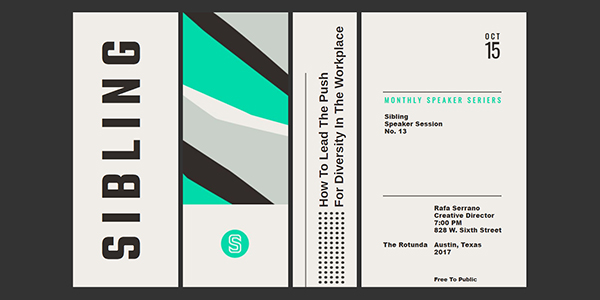 SIBLING
S
How To Lead The Push
For Diversity In The Workplace
OCT
15
MONTHLY SPEAKER SERIERS
Sibling
Speaker Session
No. 13
Rafa Serrano
Creative Director
7:00 PM
828 W. Sixth Street
The Rotunda Austin, Texas
2017
Free To Public